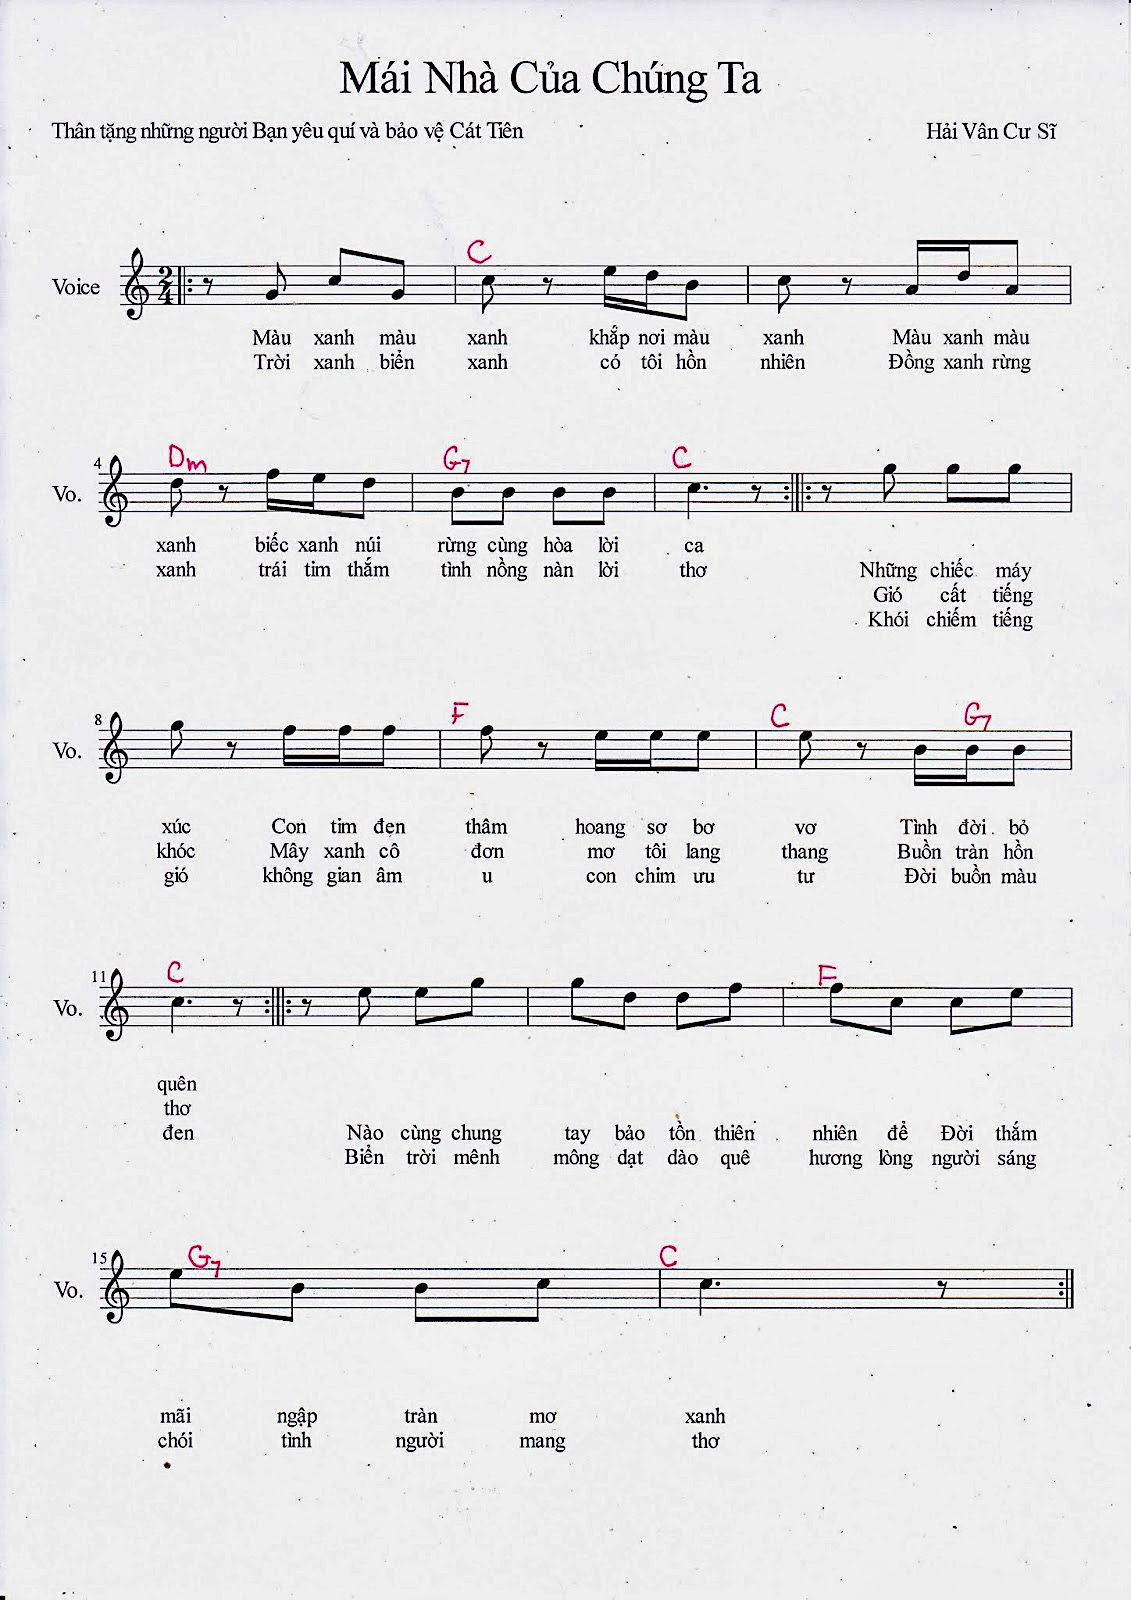 Mái Nhà Của Chúng Ta
Thân tặng những người Bạn yêu quí và bảo vệ Cát Tiên
Hải Vân Cư Sĩ
C
Voice
2
4
Màu xanh màu xanh khắp nơi màu xanh Màu xanh màu
Trời xanh biển xanh có tôi hồn nhiên Đồng xanh rừng
4 Dm G7 C
Vo.
xanh biếc xanh núi rừng cùng hòa lời ca
xanh trái tim thắm tình nồng nàn lời thơ Những chiếc máy
Gió cất tiếng
Khói chiếm tiếng
8 F C G7
Vo.
xúc Con tim đen thâm hoang sơ bơ vơ Tình đời bỏ
khóc Mây xanh cô đơn mơ tôi lang thang Buồn tràn hồn
gió không gian âm u con chim ưu tư Đời buồn màu
11 C F
Vo.
quên
thơ
đen Nào cùng chung tay bảo tồn thiên nhiên để Đời thắm
Biển trời mênh mông dạt dào quê hương lòng người sáng
15 G7 C
Vo.
mãi ngập tràn mơ xanh
chói tình người mang thơ